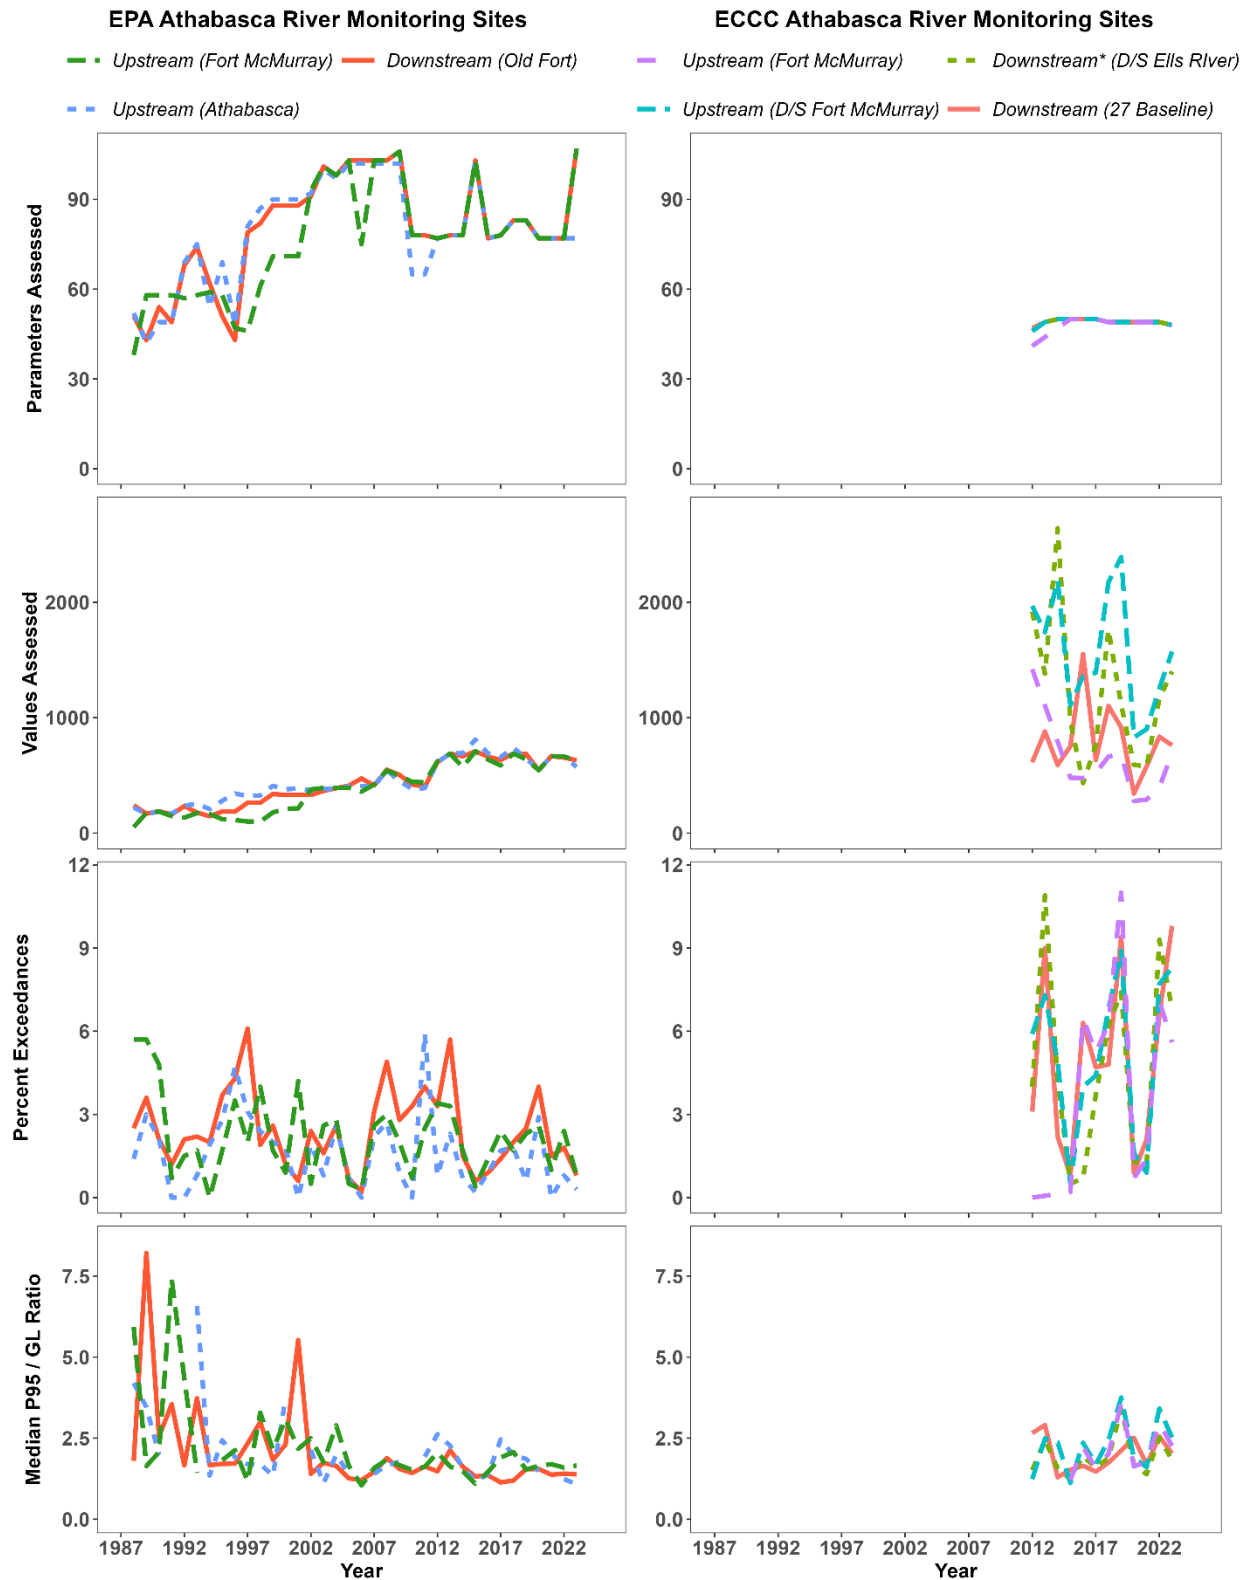 EPA Athabasca River Monitoring Sites
Upstream (Fort McMurray)
Downstream (Old Fort)
Upstream (Athabasca)
ECCC Athabasca River Monitoring Sites
Upstream (Fort McMurray)
Downstream* (D/S Ells RIver)
Upstream (D/S Fort McMurray)
Downstream (27 Baseline)
Parameters Assessed
90
60
30
0
90
60
30
0
Values Assessed
2000
1000
0
2000
1000
0
Percent Exceedances
12
9
6
3
0
12
9
6
3
0
Median P95 / GL Ratio
7.5
5.0
2.5
0.0
7.5
5.0
2.5
0.0
1987 1992 1997 2002 2007 2012 2017 2022
Year
1987 1992 1997 2002 2007 2012 2017 2022
Year